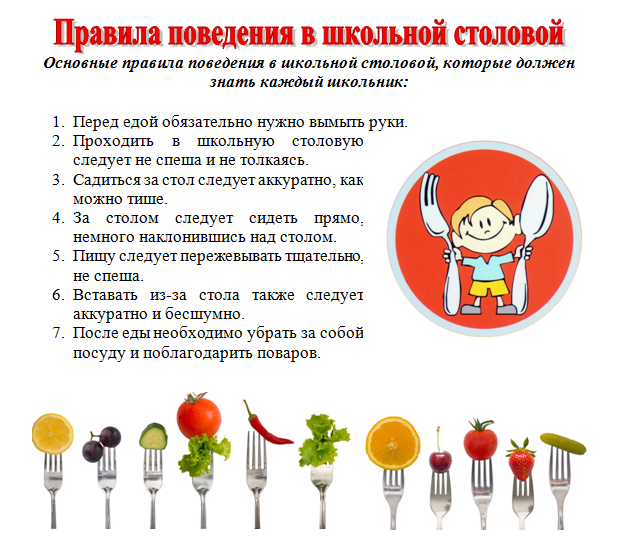 Правила поведения в школьной столовой
Основные правила поведения в школьной столовой, которые должен
знать каждый школьник:
1. Перед едой обязательно нужно вымыть руки.
2. Проходить в школьную столовую
следует не спеша и не толкаясь.
3. Садиться за стол следует аккуратно, как
можно тише.
4. За столом следует сидеть прямо,
немного наклонившись над столом.
5. Пищу следует пережевывать тщательно,
не спеша.
6. Вставать из-за стола также следует
аккуратно и бесшумно.
7. После еды необходимо убрать за собой
посуду и поблагодарить поваров.